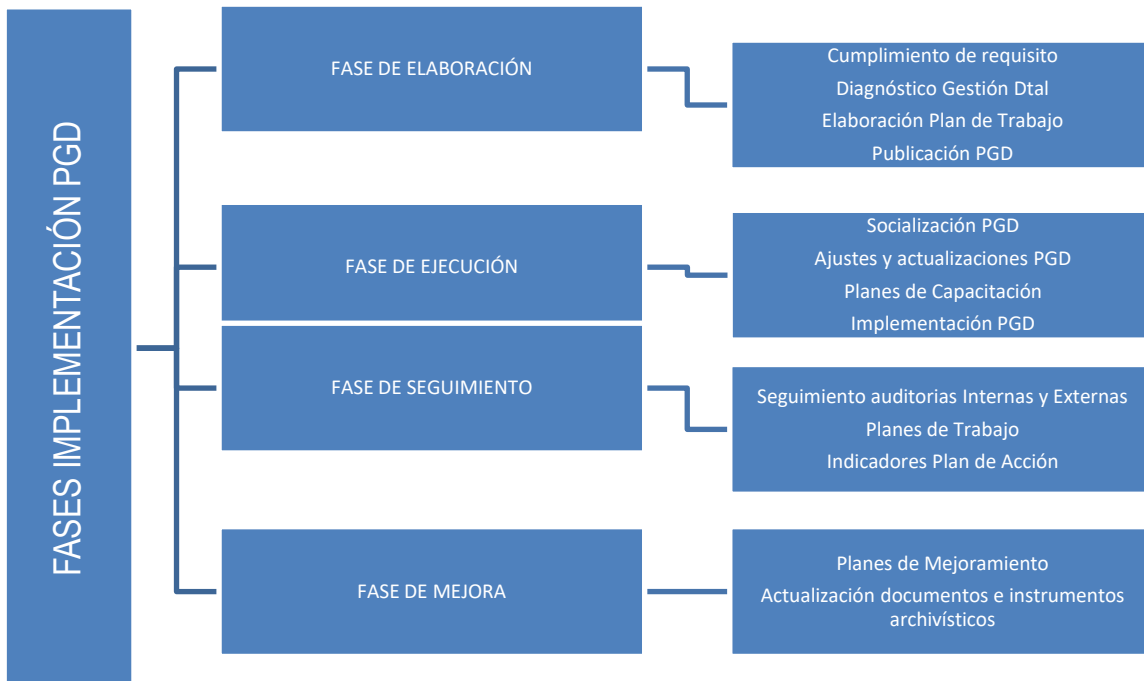 FASES IMPLEMENTACIÓN PGD
FASE DE ELABORACIÓN
Cumplimiento de requisito
Diagnóstico Gestión Dtal
Elaboración Plan de Trabajo
Publicación PGD
FASE DE EJECUCIÓN
Socialización PGD
Ajustes y actualizaciones PGD
Planes de Capacitación
Implementación PGD
FASE DE SEGUIMIENTO
Seguimiento auditorias Internas y Externas
Planes de Trabajo
Indicadores Plan de Acción
FASE DE MEJORA
Planes de Mejoramiento
Actualización documentos e instrumentos
archivísticos